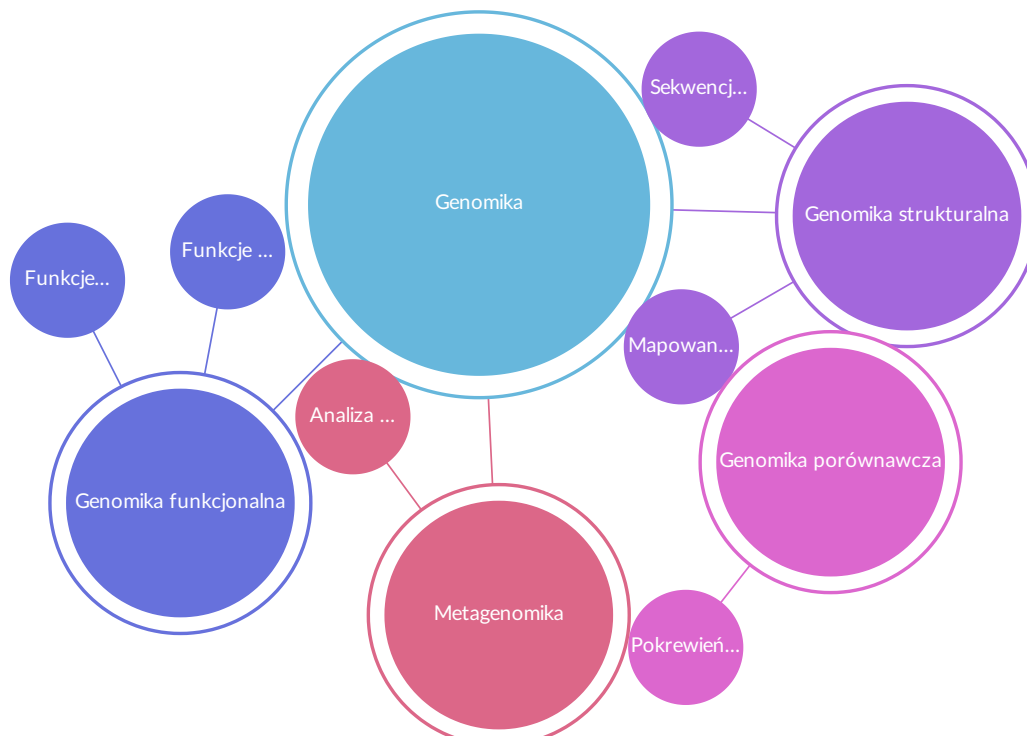 Sekwencj...
Genomika
Genomika strukturalna
Funkcje ...
Funkcje...
Mapowan...
Analiza ...
Genomika porównawcza
Genomika funkcjonalna
Metagenomika
Pokrewień...